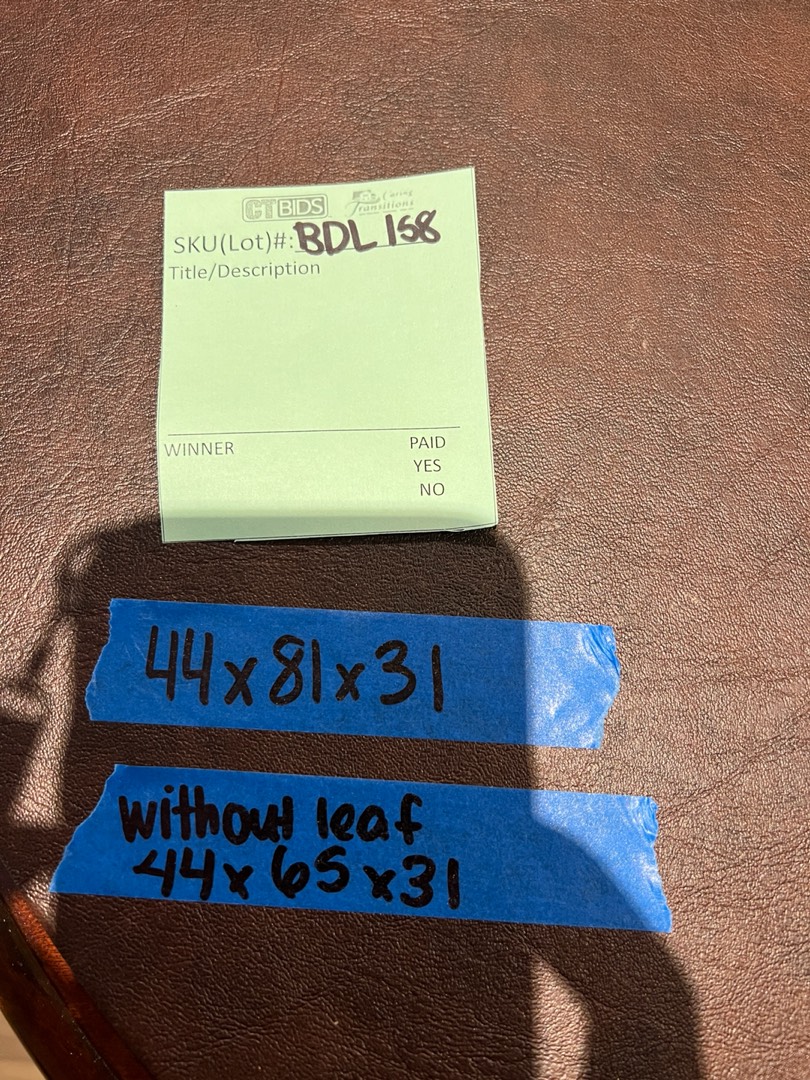 CTBIDS Caring Transitions
SKU(Lot)#: BDL 158
Title/Description
WINNER PAID
YES
NO
44x81x31
without leaf
44x65x31